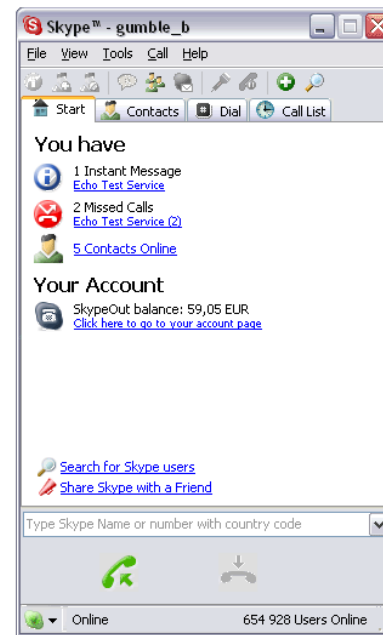 Skype™ - gumble_b
File View Tools Call Help
Start Contacts Dial Call List
You have
1 Instant Message
Echo Test Service
2 Missed Calls
Echo Test Service (2)
5 Contacts Online
Your Account
SkypeOut balance: 59,05 EUR
Click here to go to your account page
Search for Skype users
Share Skype with a Friend
Type Skype Name or number with country code
Online 654 928 Users Online